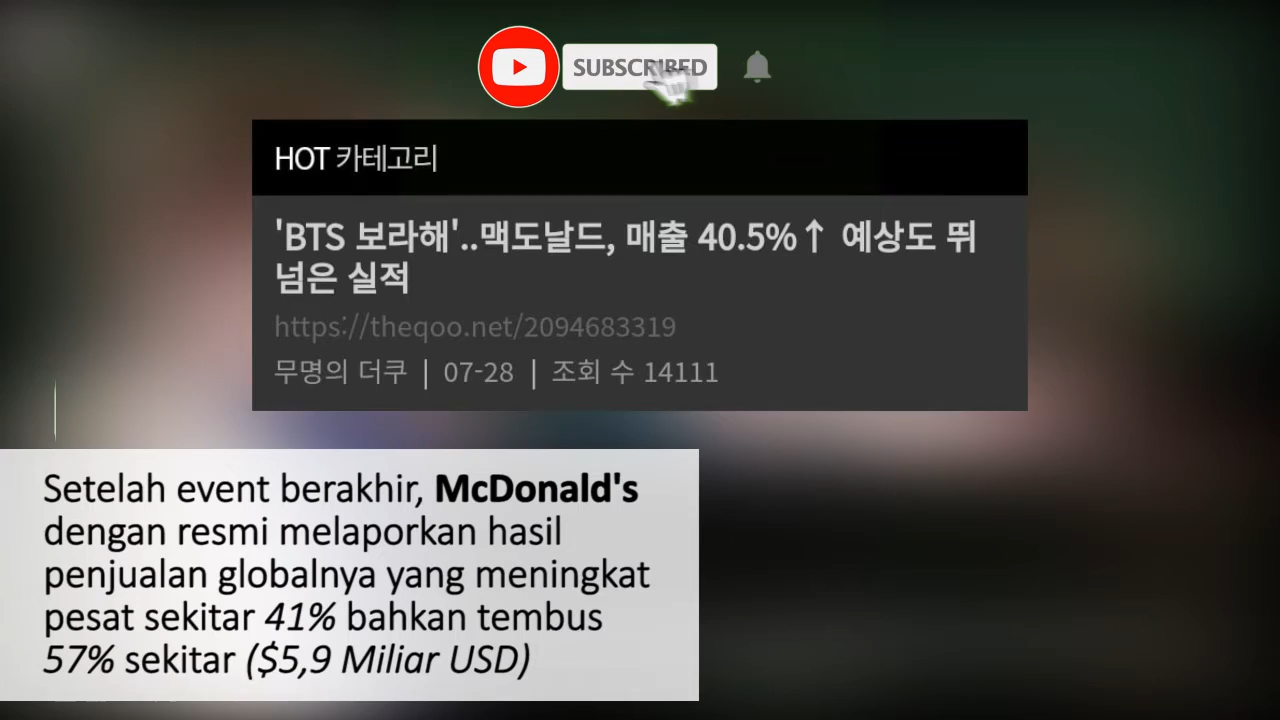 SUBSCRIBED
HOT 카테고리
'BTS 보라해'..맥도날드, 매출 40.5%↑ 예상도 뛰
넘은 실적
https://theqoo.net/2094683319
무명의 더쿠 | 07-28 | 조회 수 14111
Setelah event berakhir, McDonald's
dengan resmi melaporkan hasil
penjualan globalnya yang meningkat
pesat sekitar 41% bahkan tembus
57% sekitar ($5,9 Miliar USD)